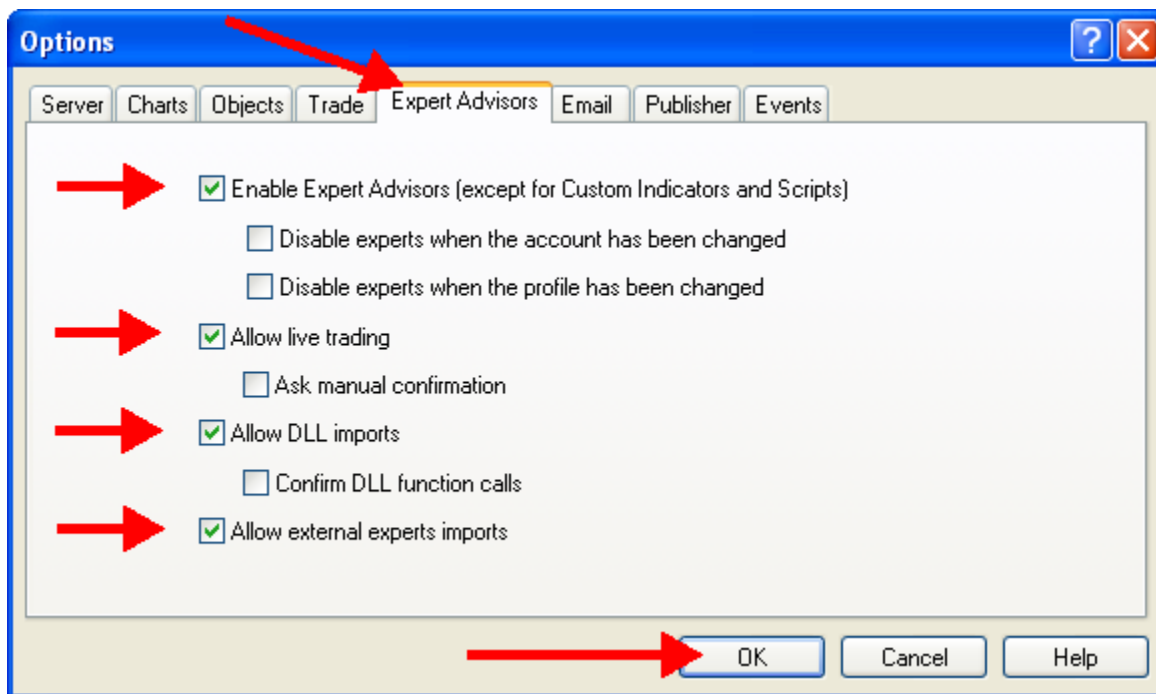 Options
Server Charts Objects Trade Expert Advisors Email Publisher Events
Enable Expert Advisors (except for Custom Indicators and Scripts)
Disable experts when the account has been changed
Disable experts when the profile has been changed
Allow live trading
Ask manual confirmation
Allow DLL imports
Confirm DLL function calls
Allow external experts imports
OK Cancel Help